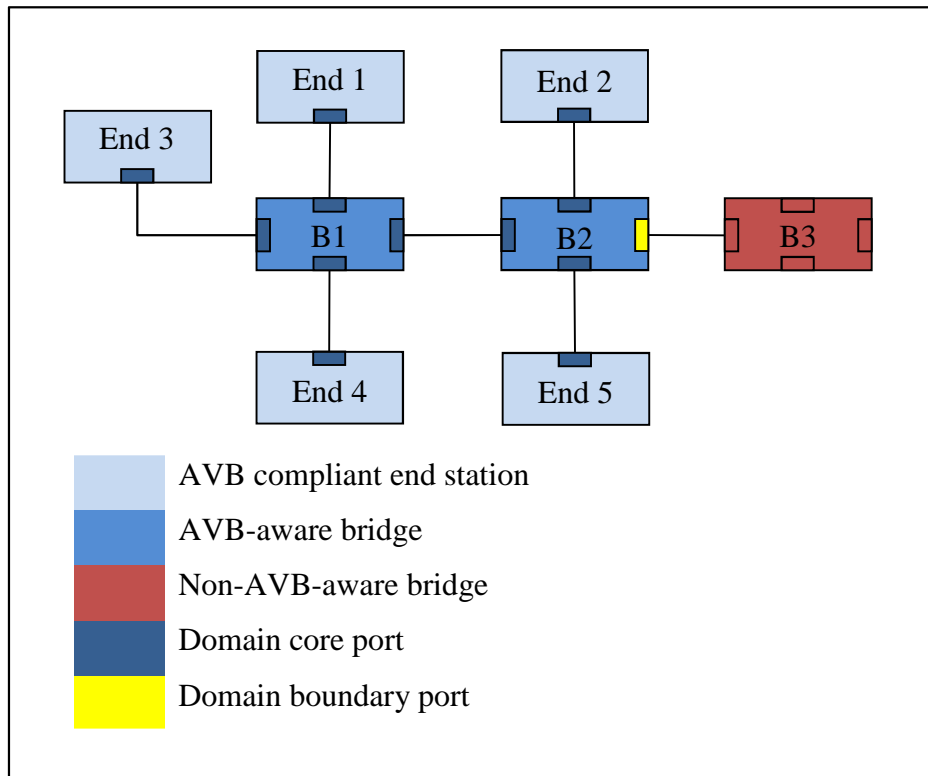 End 1
End 2
End 3
B1
B2
B3
End 4
End 5
AVB compliant end station
AVB-aware bridge
Non-AVB-aware bridge
Domain core port
Domain boundary port